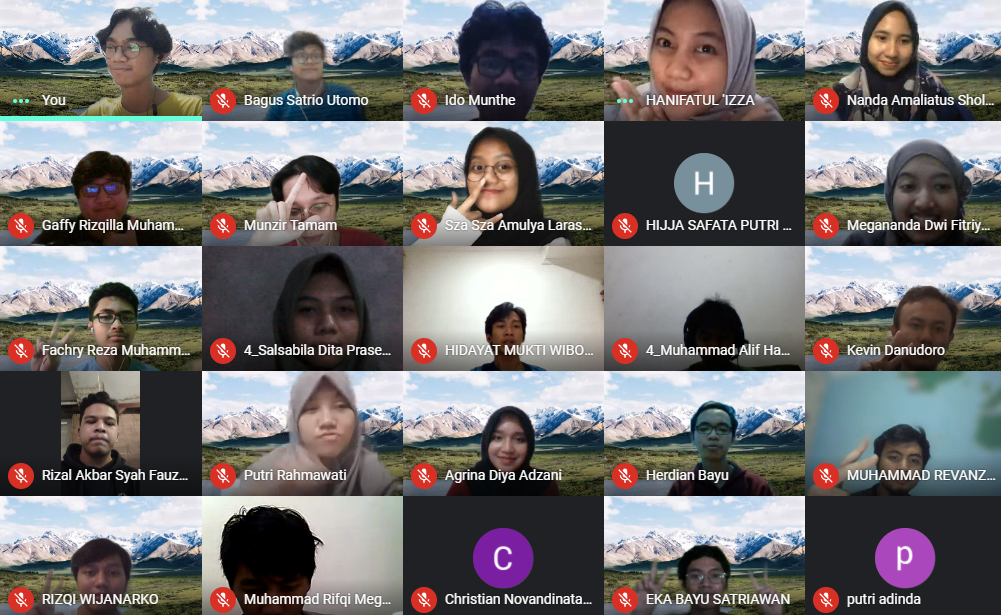 You
Bagus Satrio Utomo
Ido Munthe
HANIFATUL 'IZZA
Nanda Amaliatus Shol...
Gaffy Rizqilla Muham...
Munzir Tamam
Sza Sza Amulya Laras...
H
HIJJA SAFATA PUTRI ...
Megananda Dwi Fitriy...
Fachry Reza Muhamm...
4_Salsabila Dita Prase...
HIDAYAT MUKTI WIBO...
4_Muhammad Alif Ha...
Kevin Danudoro
Rizal Akbar Syah Fauz...
Putri Rahmawati
Agrina Diya Adzani
Herdian Bayu
MUHAMMAD REVANZ...
RIZQI WIJANARKO
Muhammad Rifqi Meg...
C
Christian Novandinata...
EKA BAYU SATRIAWAN
p
putri adinda